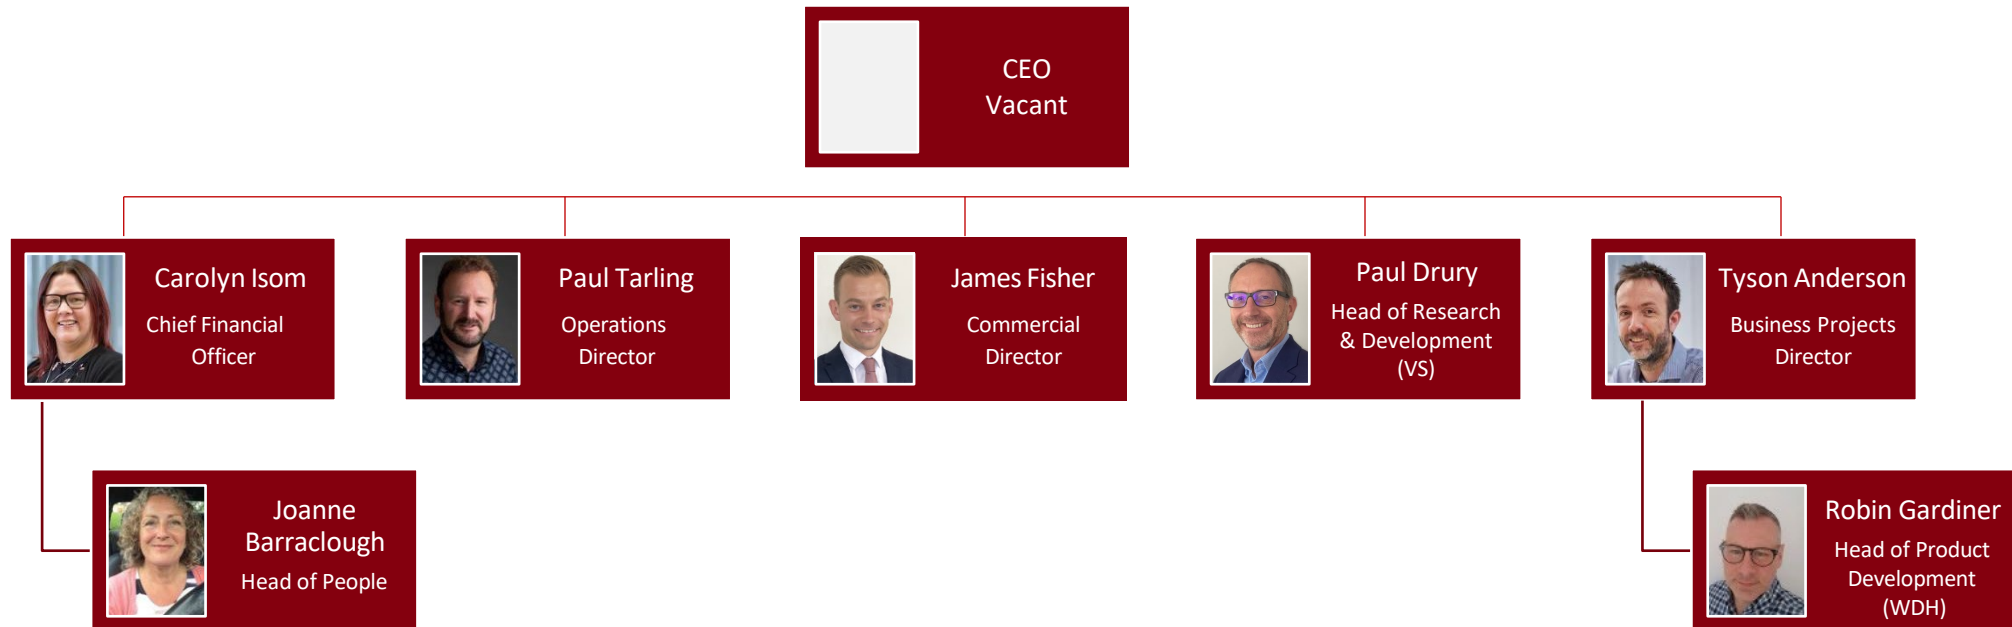 CEO
Vacant
Carolyn Isom
Chief Financial
Officer
Paul Tarling
Operations
Director
James Fisher
Commercial
Director
Paul Drury
Head of Research
& Development
(VS)
Tyson Anderson
Business Projects
Director
Joanne
Barraclough
Head of People
Robin Gardiner
Head of Product
Development
(WDH)